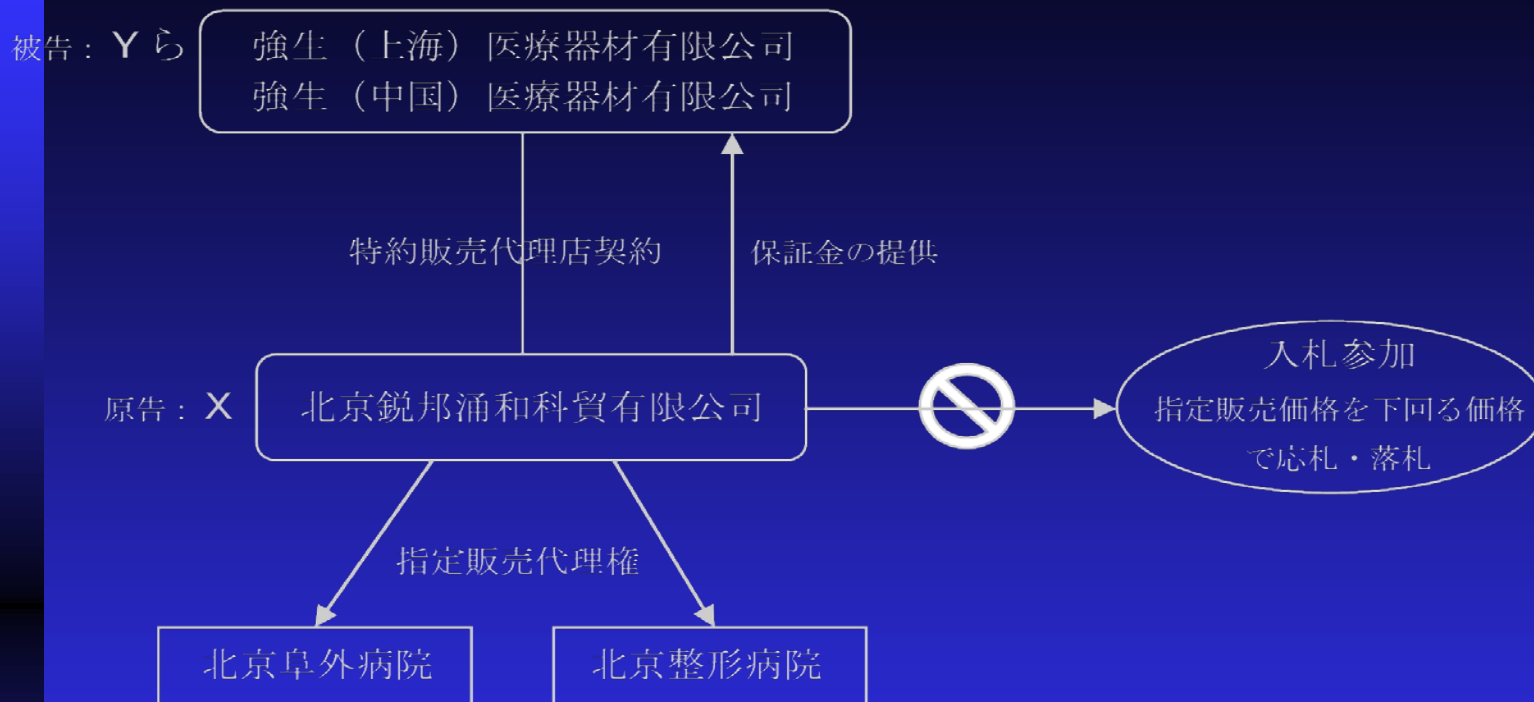 被告：Yら
強生（上海）医療器材有限公司
強生（中国）医療器材有限公司
特約販売代理店契約
保証金の提供
原告：X
北京鋭邦涌和科貿有限公司
入札参加
指定販売価格を下回る価格
で応札・落札
指定販売代理権
北京阜外病院
北京整形病院